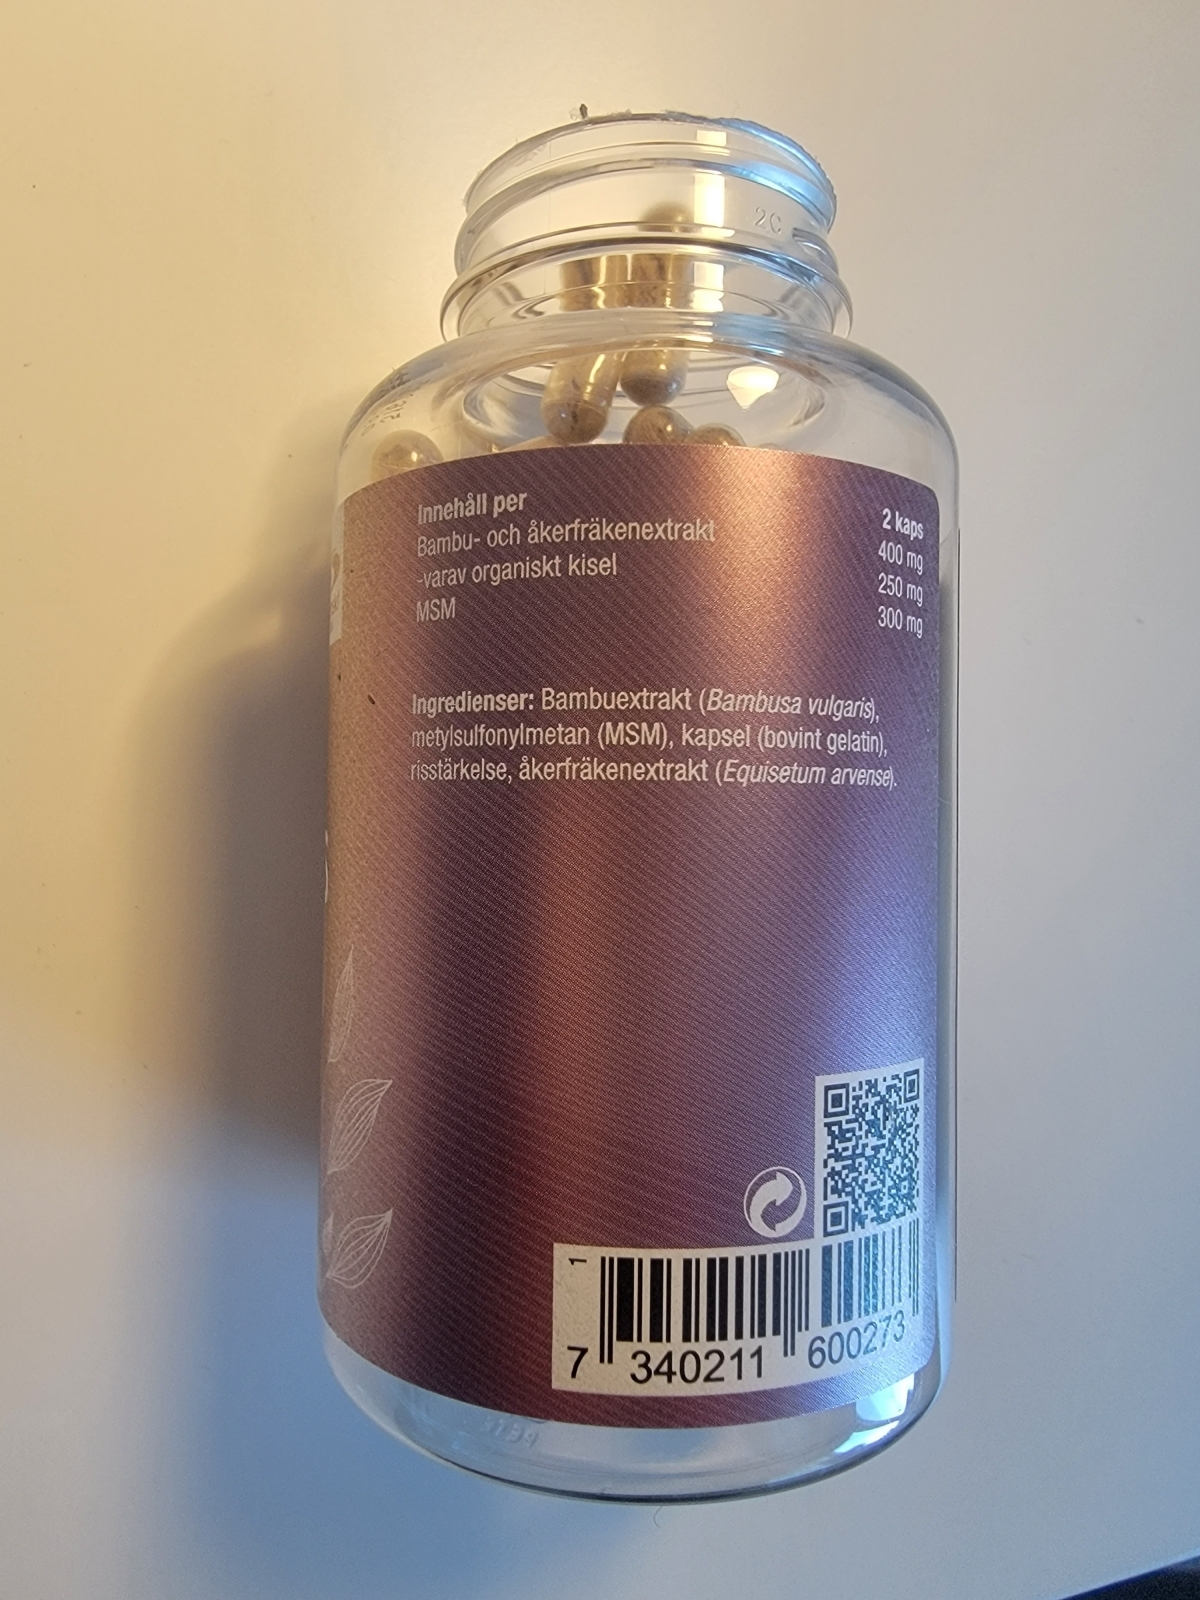 2C
Innehåll per 2 kaps
Bambu- och åkerfräkenextrakt 400 mg
-varav organiskt kisel 250 mg
MSM 300 mg
Ingredienser: Bambuextrakt (Bambusa vulgaris),
metylsulfonylmetan (MSM), kapsel (bovint gelatin),
risstärkelse, åkerfräkenextrakt (Equisetum arvense).
1
7 340211 600273